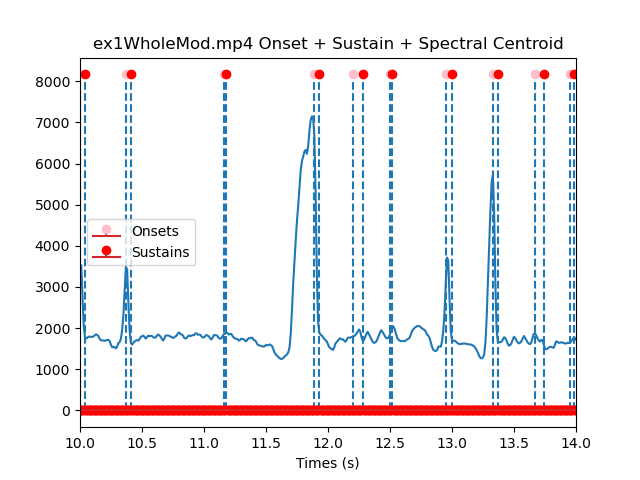 ex1WholeMod.mp4 Onset + Sustain + Spectral Centroid
8000
7000
6000
5000
4000
3000
2000
1000
0
Onsets
Sustains
10.0 10.5 11.0 11.5 12.0 12.5 13.0 13.5 14.0
Times (s)